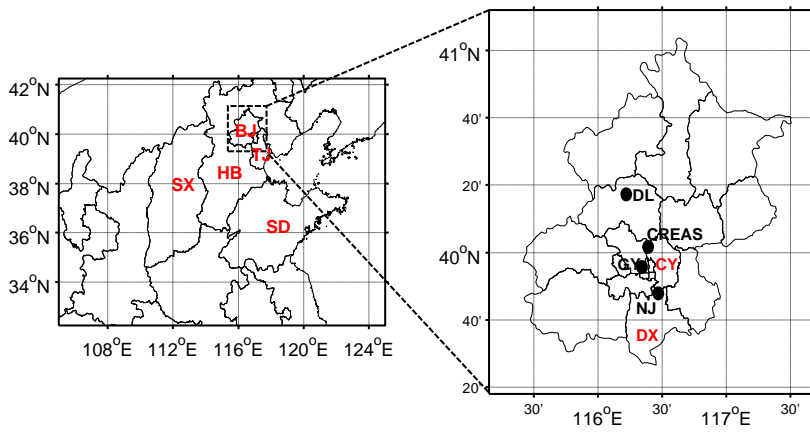 42°N
40°N
38°N
36°N
34°N
108°E 112°E 116°E 120°E 124°E
BJ
TJ
HB
SX
SD
41°N
40'
20'
40°N
40'
20'
30' 116°E 30' 117°E 30'
DL
CREAS
GY CY
NJ
DX